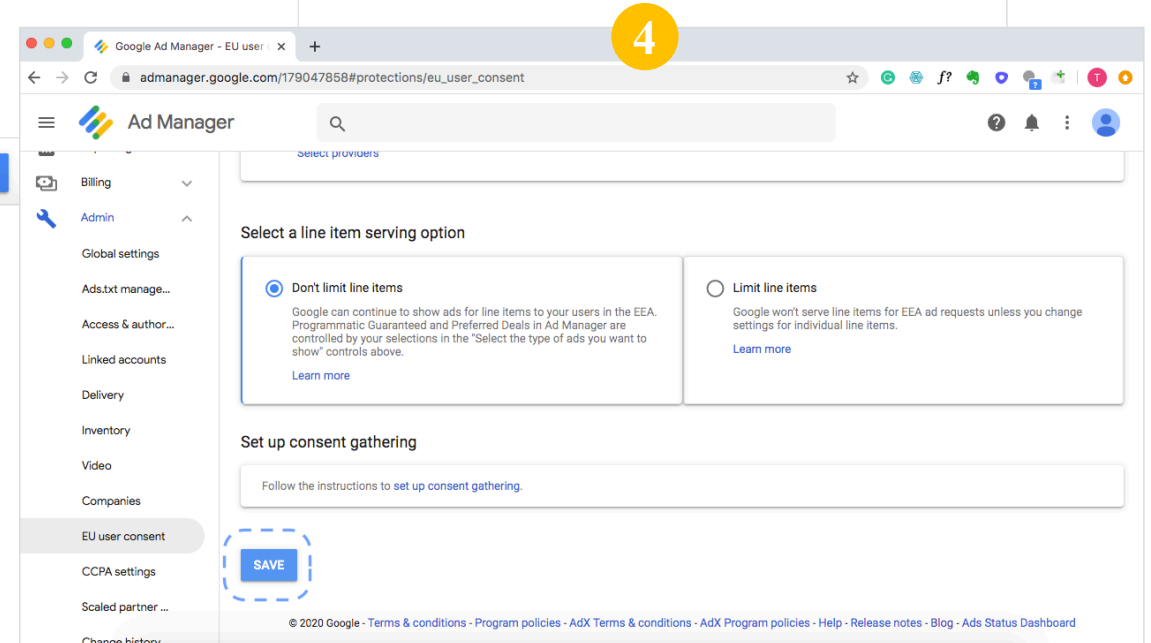 4
Google Ad Manager - EU user
admanager.google.com/179047858#protections/eu_user_consent
f?
?
T
Ad Manager
Select providers
Billing
Admin
Global settings
Ads.txt manage...
Access & author...
Linked accounts
Delivery
Inventory
Video
Companies
EU user consent
CCPA settings
Scaled partner ...
Change history
Select a line item serving option
Don't limit line items
Google can continue to show ads for line items to your users in the EEA.
Programmatic Guaranteed and Preferred Deals in Ad Manager are
controlled by your selections in the "Select the type of ads you want to
show" controls above.
Learn more
Limit line items
Google won't serve line items for EEA ad requests unless you change
settings for individual line items.
Learn more
Set up consent gathering
Follow the instructions to set up consent gathering.
SAVE
© 2020 Google - Terms & conditions - Program policies - AdX Terms & conditions - AdX Program policies - Help - Release notes - Blog - Ads Status Dashboard